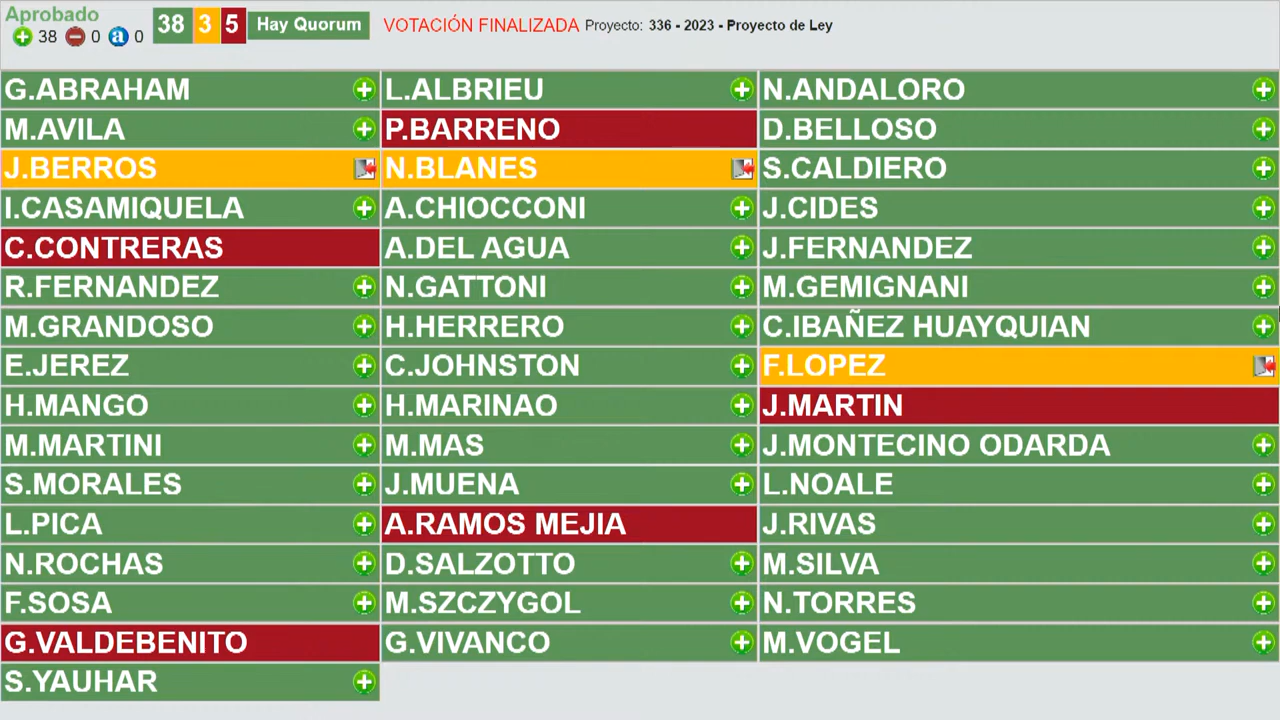 Aprobado
38 0 a 0
38 3 5 Hay Quorum
VOTACIÓN FINALIZADA Proyecto: 336 - 2023 - Proyecto de Ley
G.ABRAHAM L.ALBRIEU N.ANDALORO
M.AVILA P.BARRENO D.BELLOSO
J.BERROS N.BLANES S.CALDIERO
I.CASAMIQUELA A.CHIOCCONI J.CIDES
C.CONTRERAS A.DEL AGUA J.FERNANDEZ
R.FERNANDEZ N.GATTONI M.GEMIGNANI
M.GRANDOSO H.HERRERO C.IBAÑEZ HUAYQUIAN
E.JEREZ C.JOHNSTON F.LOPEZ
H.MANGO H.MARINAO J.MARTIN
M.MARTINI M.MAS J.MONTECINO ODARDA
S.MORALES J.MUENA L.NOALE
L.PICA A.RAMOS MEJIA J.RIVAS
N.ROCHAS D.SALZOTTO M.SILVA
F.SOSA M.SZCZYGOL N.TORRES
G.VALDEBENITO G.VIVANCO M.VOGEL
S.YAUHAR